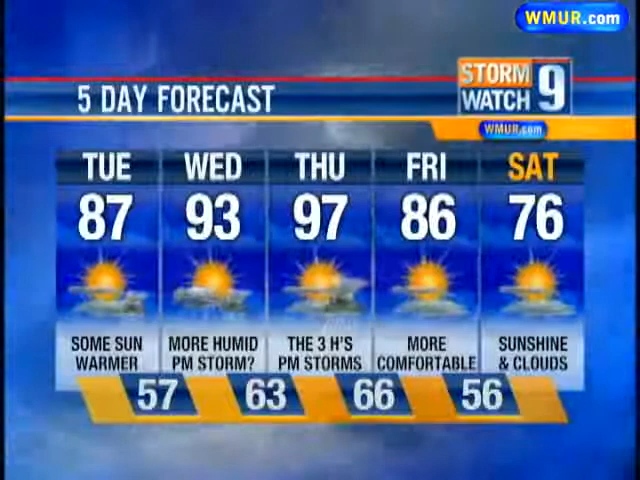 WMUR.com
5 DAY FORECAST
STORM
WATCH 9
WMUR.com
TUE WED THU FRI SAT
87 93 97 86 76
SOME SUN MORE HUMID THE 3 H'S MORE SUNSHINE
WARMER PM STORM? PM STORMS COMFORTABLE & CLOUDS
57 63 66 56